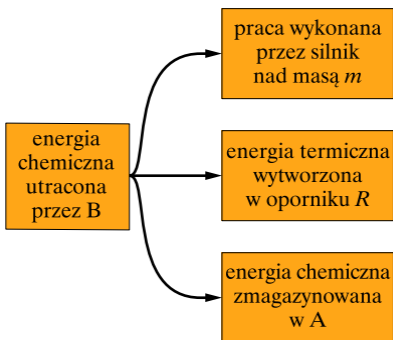 praca wykonana
przez silnik
nad masą m
energia
chemiczna
utracona
przez B
energia termiczna
wytworzona
w oporniku R
energia chemiczna
zmagazynowana
w A